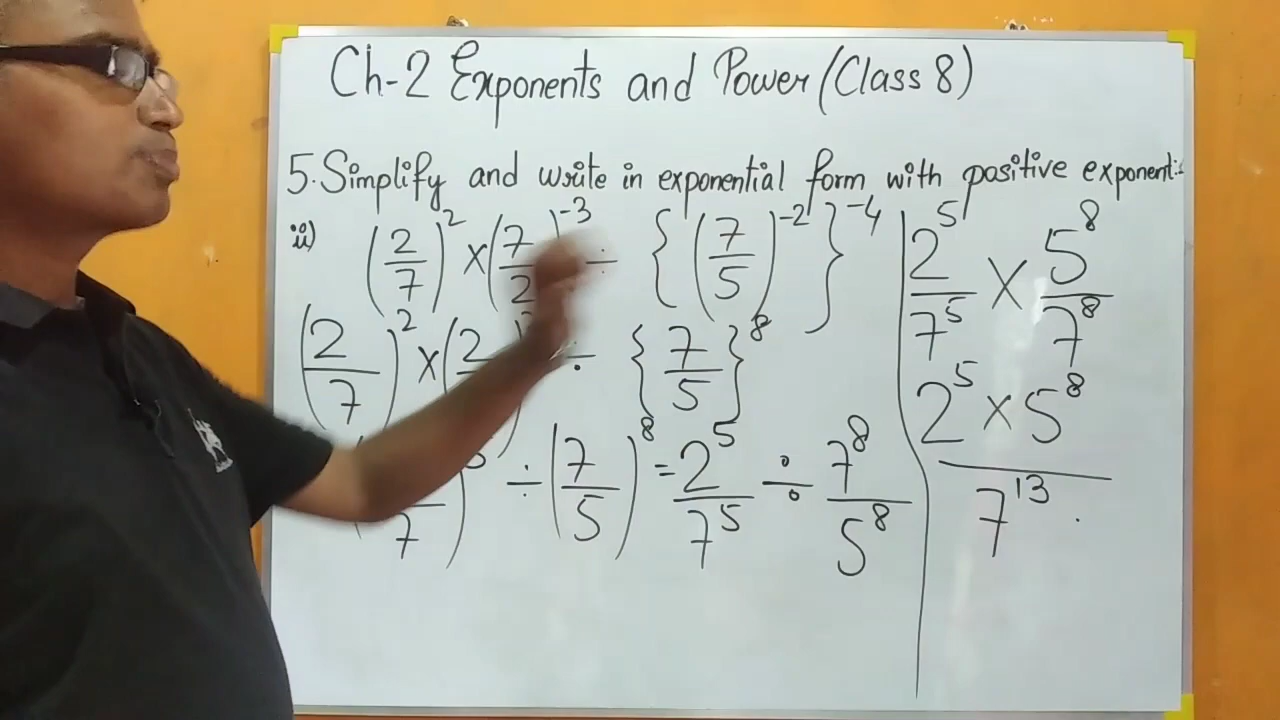 Ch-2 Exponents and Power (Class 8)
5. Simplify and write in exponential form with positive exponent:
ii) (2/7)^2 × (7/2)^-3 ÷ {(7/5)^-2}^-4
(2/7)^2 × (2 ÷ {7/5}^8
7) ÷ (7/5)^8 = 2^5/7^5 ÷ 7^8/5^8
2^5/7^5 × 5^8/7^8
2^5 × 5^8
7^13.